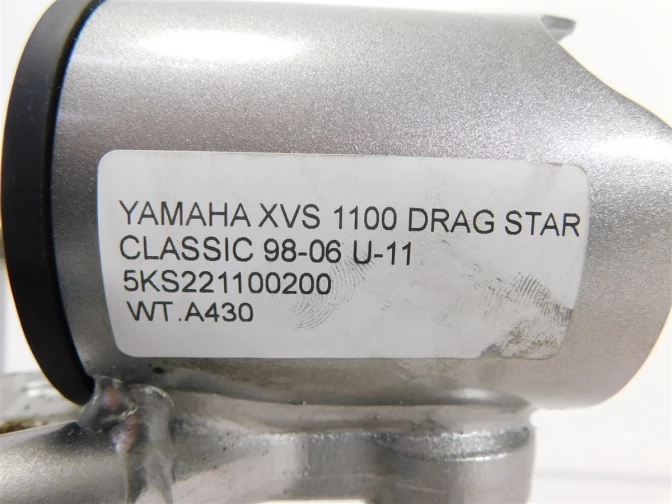 YAMAHA XVS 1100 DRAG STAR
CLASSIC 98-06 U-11
5KS221100200
WT.A430